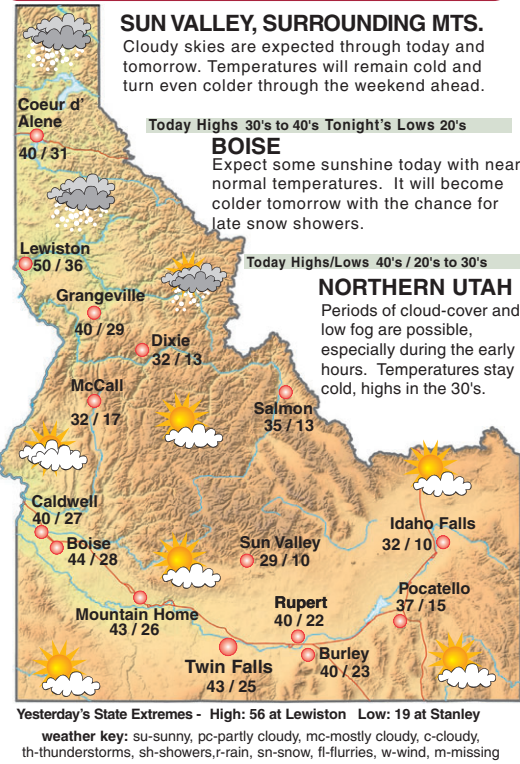 SUN VALLEY, SURROUNDING MTS.
Cloudy skies are expected through today and
tomorrow. Temperatures will remain cold and
turn even colder through the weekend ahead.
Today Highs 30's to 40's Tonight's Lows 20's
BOISE
Expect some sunshine today with near
normal temperatures. It will become
colder tomorrow with the chance for
late snow showers.
Today Highs/Lows 40's / 20's to 30's
NORTHERN UTAH
Periods of cloud-cover and
low fog are possible,
especially during the early
hours. Temperatures stay
cold, highs in the 30's.
Coeur d'
Alene
40 / 31
Lewiston
50 / 36
Grangeville
40 / 29
Dixie
32 / 13
McCall
32 / 17
Salmon
35 / 13
Caldwell
40 / 27
Boise
44 / 28
Sun Valley
29 / 10
Idaho Falls
32 / 10
Pocatello
37 / 15
Mountain Home
43 / 26
Rupert
40 / 22
Twin Falls
43 / 25
Burley
40 / 23
Yesterday's State Extremes - High: 56 at Lewiston Low: 19 at Stanley
weather key: su-sunny, pc-partly cloudy, mc-mostly cloudy, c-cloudy,
th-thunderstorms, sh-showers,r-rain, sn-snow, fl-flurries, w-wind, m-missing